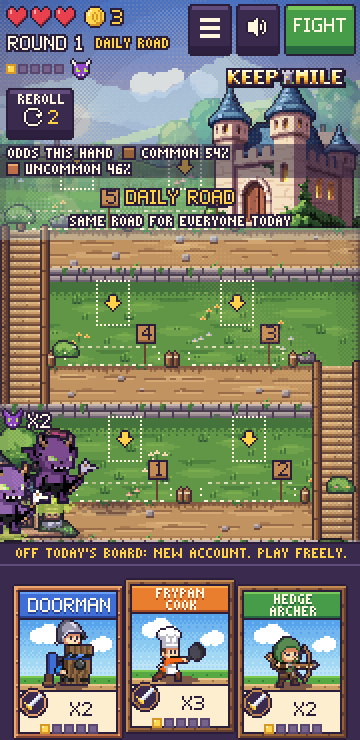 3
FIGHT
ROUND 1 DAILY ROAD
KEEP MILE
REROLL
2
ODDS THIS HAND COMMON 54%
UNCOMMON 46%
5 DAILY ROAD
SAME ROAD FOR EVERYONE TODAY
4 3
X2
1 2
OFF TODAY'S BOARD: NEW ACCOUNT. PLAY FREELY.
DOORMAN
X2
FRYPAN
COOK
X3
HEDGE
ARCHER
X2